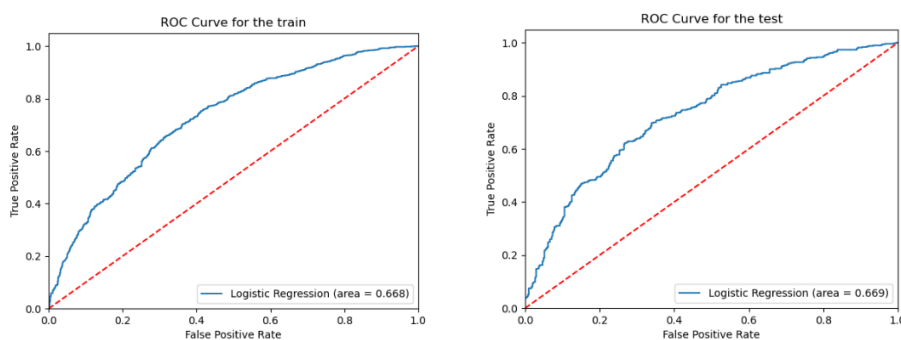 ROC Curve for the train
1.0
0.8
0.6
0.4
0.2
0.0
True Positive Rate
Logistic Regression (area = 0.668)
0.0 0.2 0.4 0.6 0.8 1.0
False Positive Rate
ROC Curve for the test
1.0
0.8
0.6
0.4
0.2
0.0
True Positive Rate
Logistic Regression (area = 0.669)
0.0 0.2 0.4 0.6 0.8 1.0
False Positive Rate